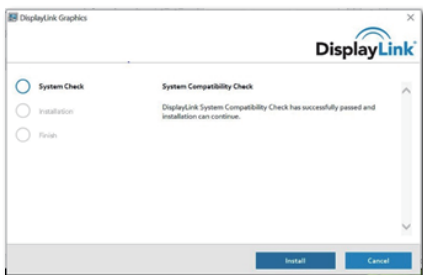 DisplayLink Graphics
DisplayLink
System Check
Installation
Finish
System Compatibility Check
DisplayLink System Compatibility Check has successfully passed and
installation can continue.
Install
Cancel